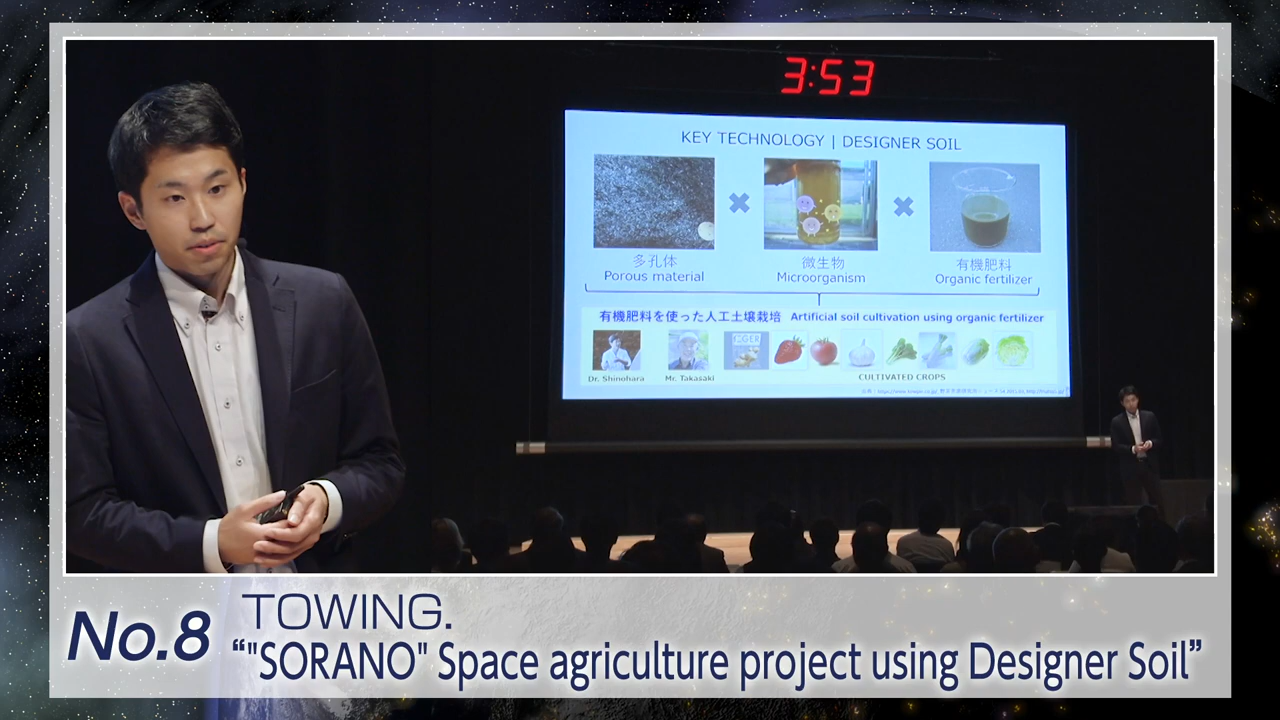 3:53
KEY TECHNOLOGY | DESIGNER SOIL
多孔体
Porous material
微生物
Microorganism
有機肥料
Organic fertilizer
有機肥料を使った人工土壌栽培 Artificial soil cultivation using organic fertilizer
Dr. Shinohara
Mr. Takasaki
CULTIVATED CROPS
No.8
TOWING.
“"SORANO" Space agriculture project using Designer Soil”